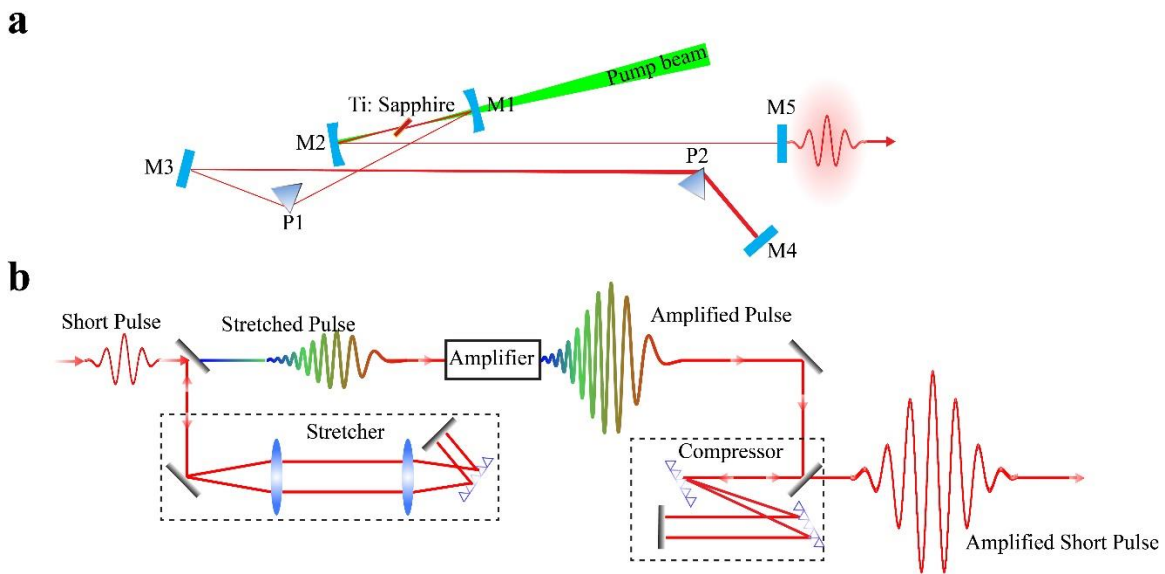 a
Pump beam
Ti: Sapphire
M1
M5
M2
M3
P2
P1
M4
b
Short Pulse
Stretched Pulse
Amplified Pulse
Amplifier
Stretcher
Compressor
Amplified Short Pulse